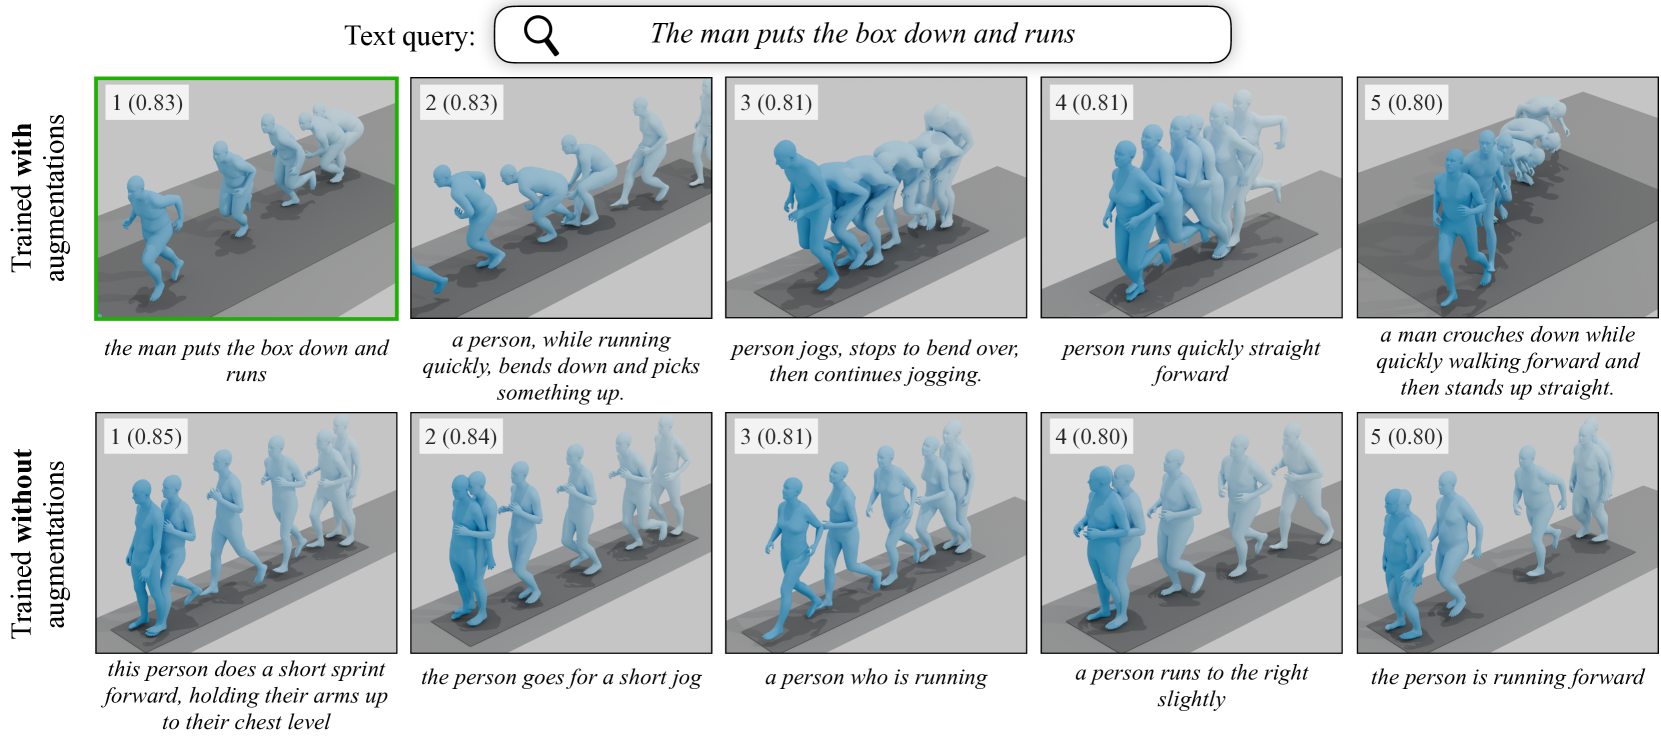 Text query: The man puts the box down and runs
Trained with
augmentations
1 (0.83)
2 (0.83)
3 (0.81)
4 (0.81)
5 (0.80)
the man puts the box down and
runs
a person, while running
quickly, bends down and picks
something up.
person jogs, stops to bend over,
then continues jogging.
person runs quickly straight
forward
a man crouches down while
quickly walking forward and
then stands up straight.
Trained without
augmentations
1 (0.85)
2 (0.84)
3 (0.81)
4 (0.80)
5 (0.80)
this person does a short sprint
forward, holding their arms up
to their chest level
the person goes for a short jog
a person who is running
a person runs to the right
slightly
the person is running forward